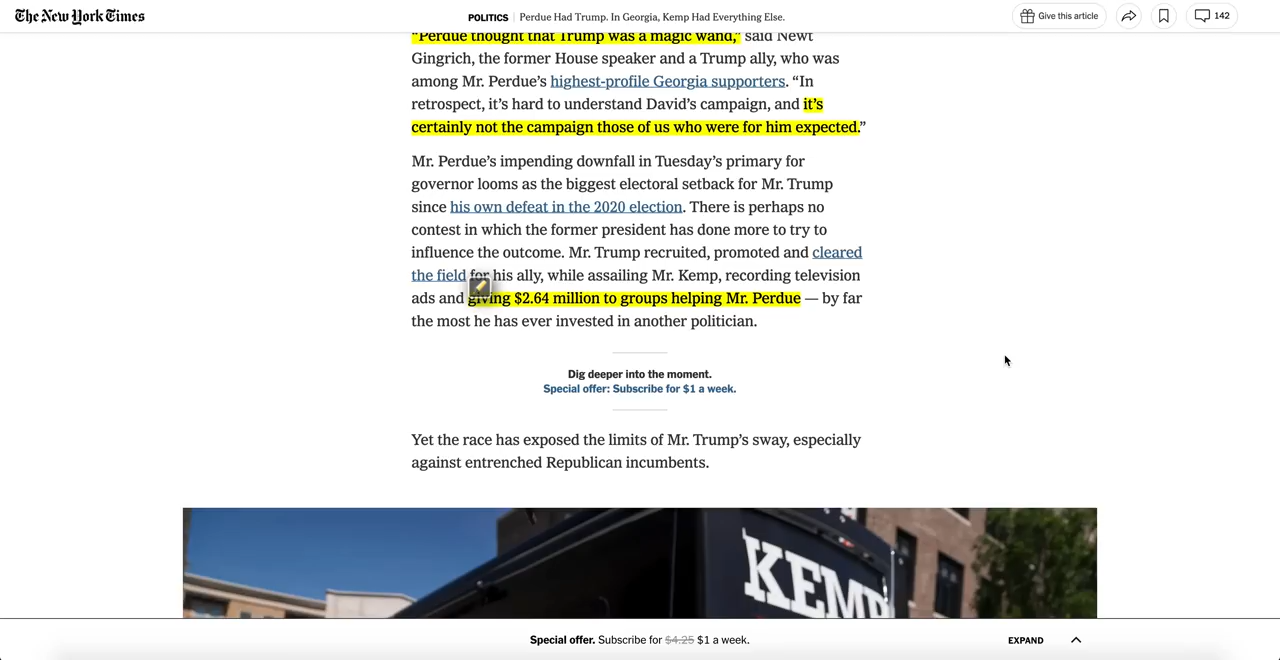 The New York Times
POLITICS | Perdue Had Trump. In Georgia, Kemp Had Everything Else.
Give this article
142
“Perdue thought that Trump was a magic wand,” said Newt
Gingrich, the former House speaker and a Trump ally, who was
among Mr. Perdue’s highest-profile Georgia supporters. “In
retrospect, it’s hard to understand David’s campaign, and it’s
certainly not the campaign those of us who were for him expected.”
Mr. Perdue’s impending downfall in Tuesday’s primary for
governor looms as the biggest electoral setback for Mr. Trump
since his own defeat in the 2020 election. There is perhaps no
contest in which the former president has done more to try to
influence the outcome. Mr. Trump recruited, promoted and cleared
the field for his ally, while assailing Mr. Kemp, recording television
ads and giving $2.64 million to groups helping Mr. Perdue — by far
the most he has ever invested in another politician.
Dig deeper into the moment.
Special offer: Subscribe for $1 a week.
Yet the race has exposed the limits of Mr. Trump’s sway, especially
against entrenched Republican incumbents.
KEMP
Special offer. Subscribe for $4.25 $1 a week.
EXPAND